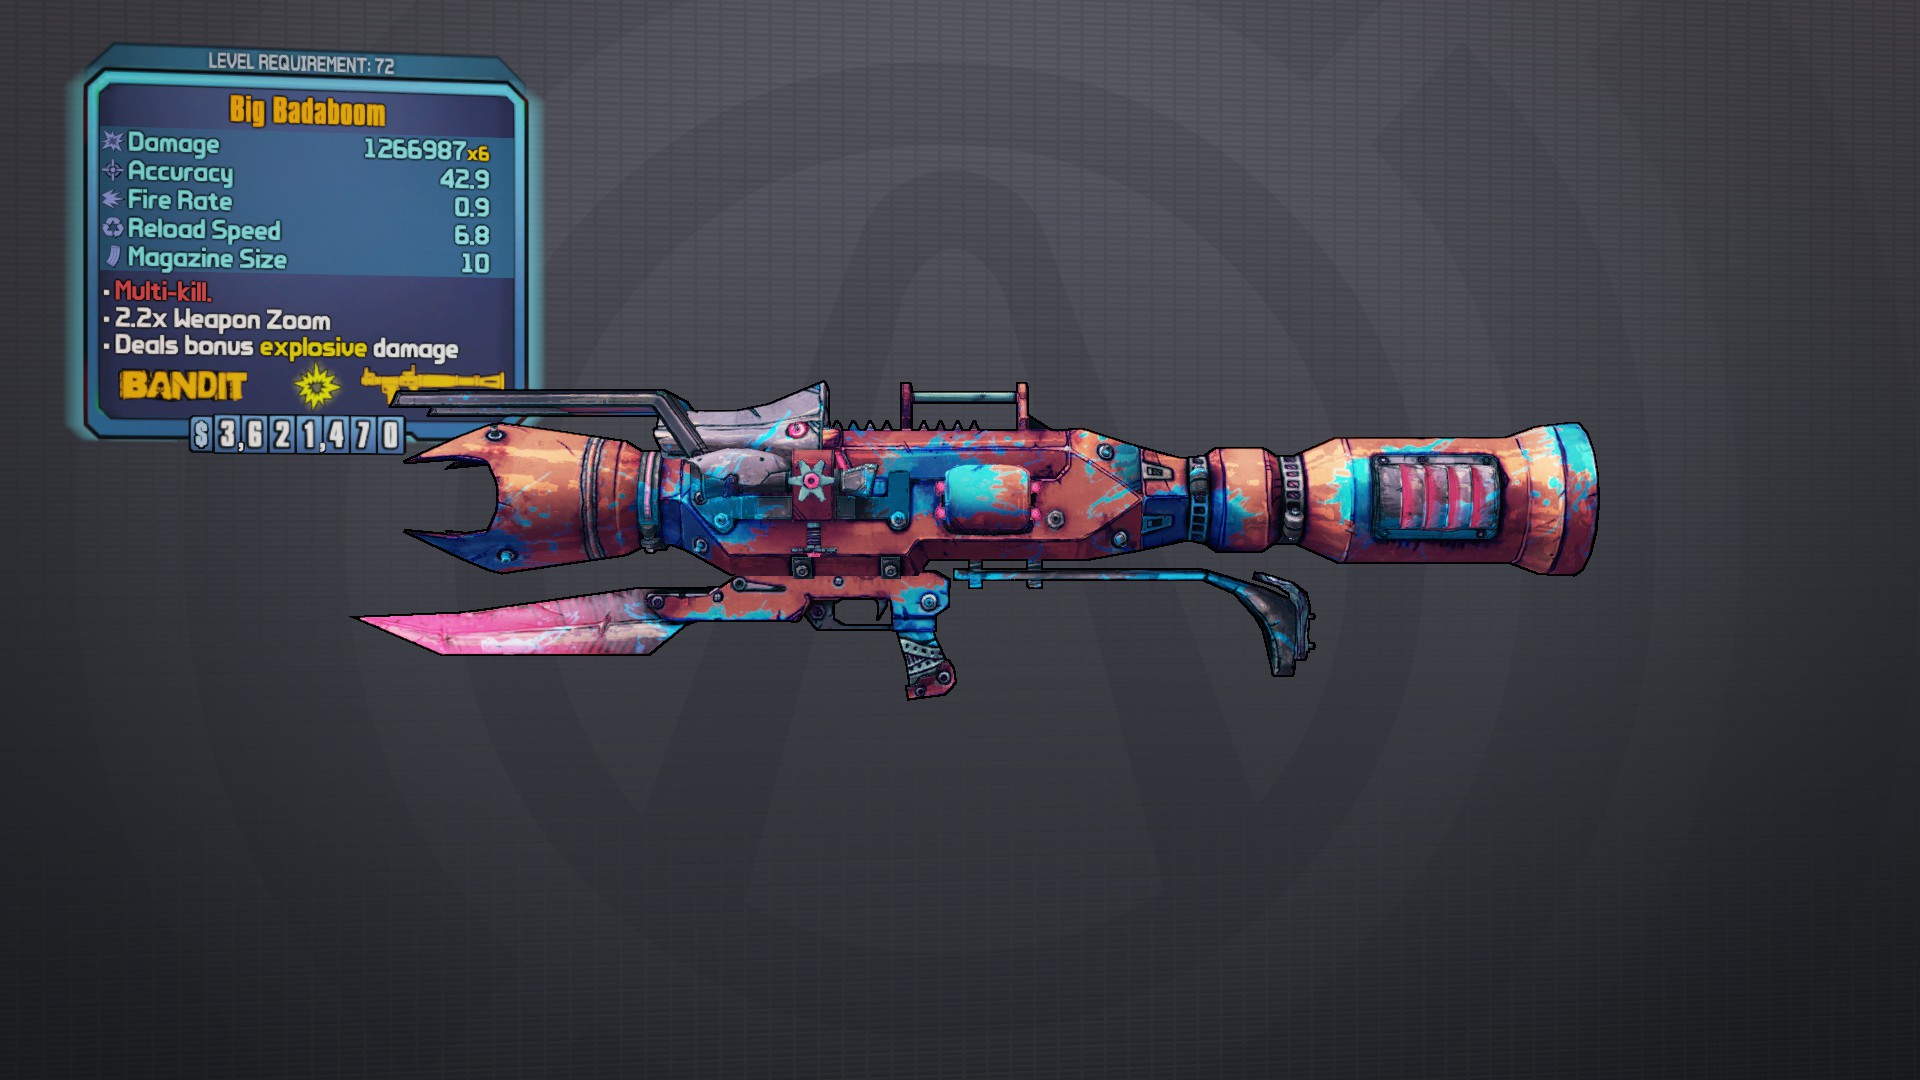 LEVEL REQUIREMENT: 72
Big Badaboom
Damage 1266987x6
Accuracy 42.9
Fire Rate 0.9
Reload Speed 6.8
Magazine Size 10
• Multi-kill.
• 2.2x Weapon Zoom
• Deals bonus explosive damage
BANDIT
$3,621,470